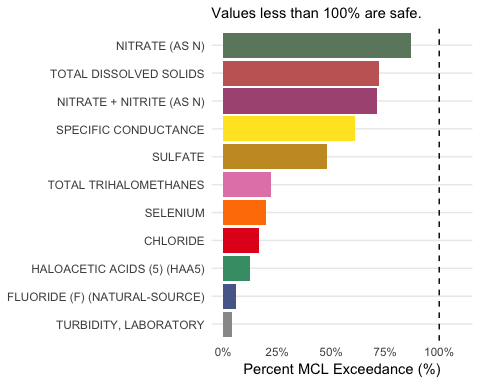 Values less than 100% are safe.
NITRATE (AS N)
TOTAL DISSOLVED SOLIDS
NITRATE + NITRITE (AS N)
SPECIFIC CONDUCTANCE
SULFATE
TOTAL TRIHALOMETHANES
SELENIUM
CHLORIDE
HALOACETIC ACIDS (5) (HAA5)
FLUORIDE (F) (NATURAL-SOURCE)
TURBIDITY, LABORATORY
0% 25% 50% 75% 100%
Percent MCL Exceedance (%)